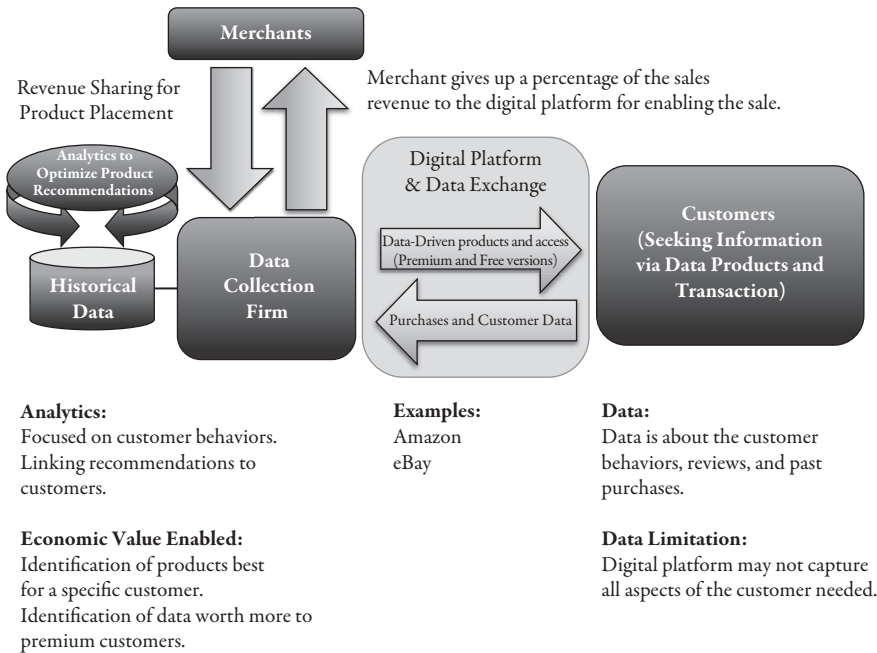 Merchants
Revenue Sharing for
Product Placement
Merchant gives up a percentage of the sales
revenue to the digital platform for enabling the sale.
Analytics to
Optimize Product
Recommendations
Historical
Data
Data
Collection
Firm
Digital Platform
& Data Exchange
Data-Driven products and access
(Premium and Free versions)
Purchases and Customer Data
Customers
(Seeking Information
via Data Products and
Transaction)
Analytics:
Focused on customer behaviors.
Linking recommendations to
customers.
Economic Value Enabled:
Identification of products best
for a specific customer.
Identification of data worth more to
premium customers.
Examples:
Amazon
eBay
Data:
Data is about the customer
behaviors, reviews, and past
purchases.
Data Limitation:
Digital platform may not capture
all aspects of the customer needed.